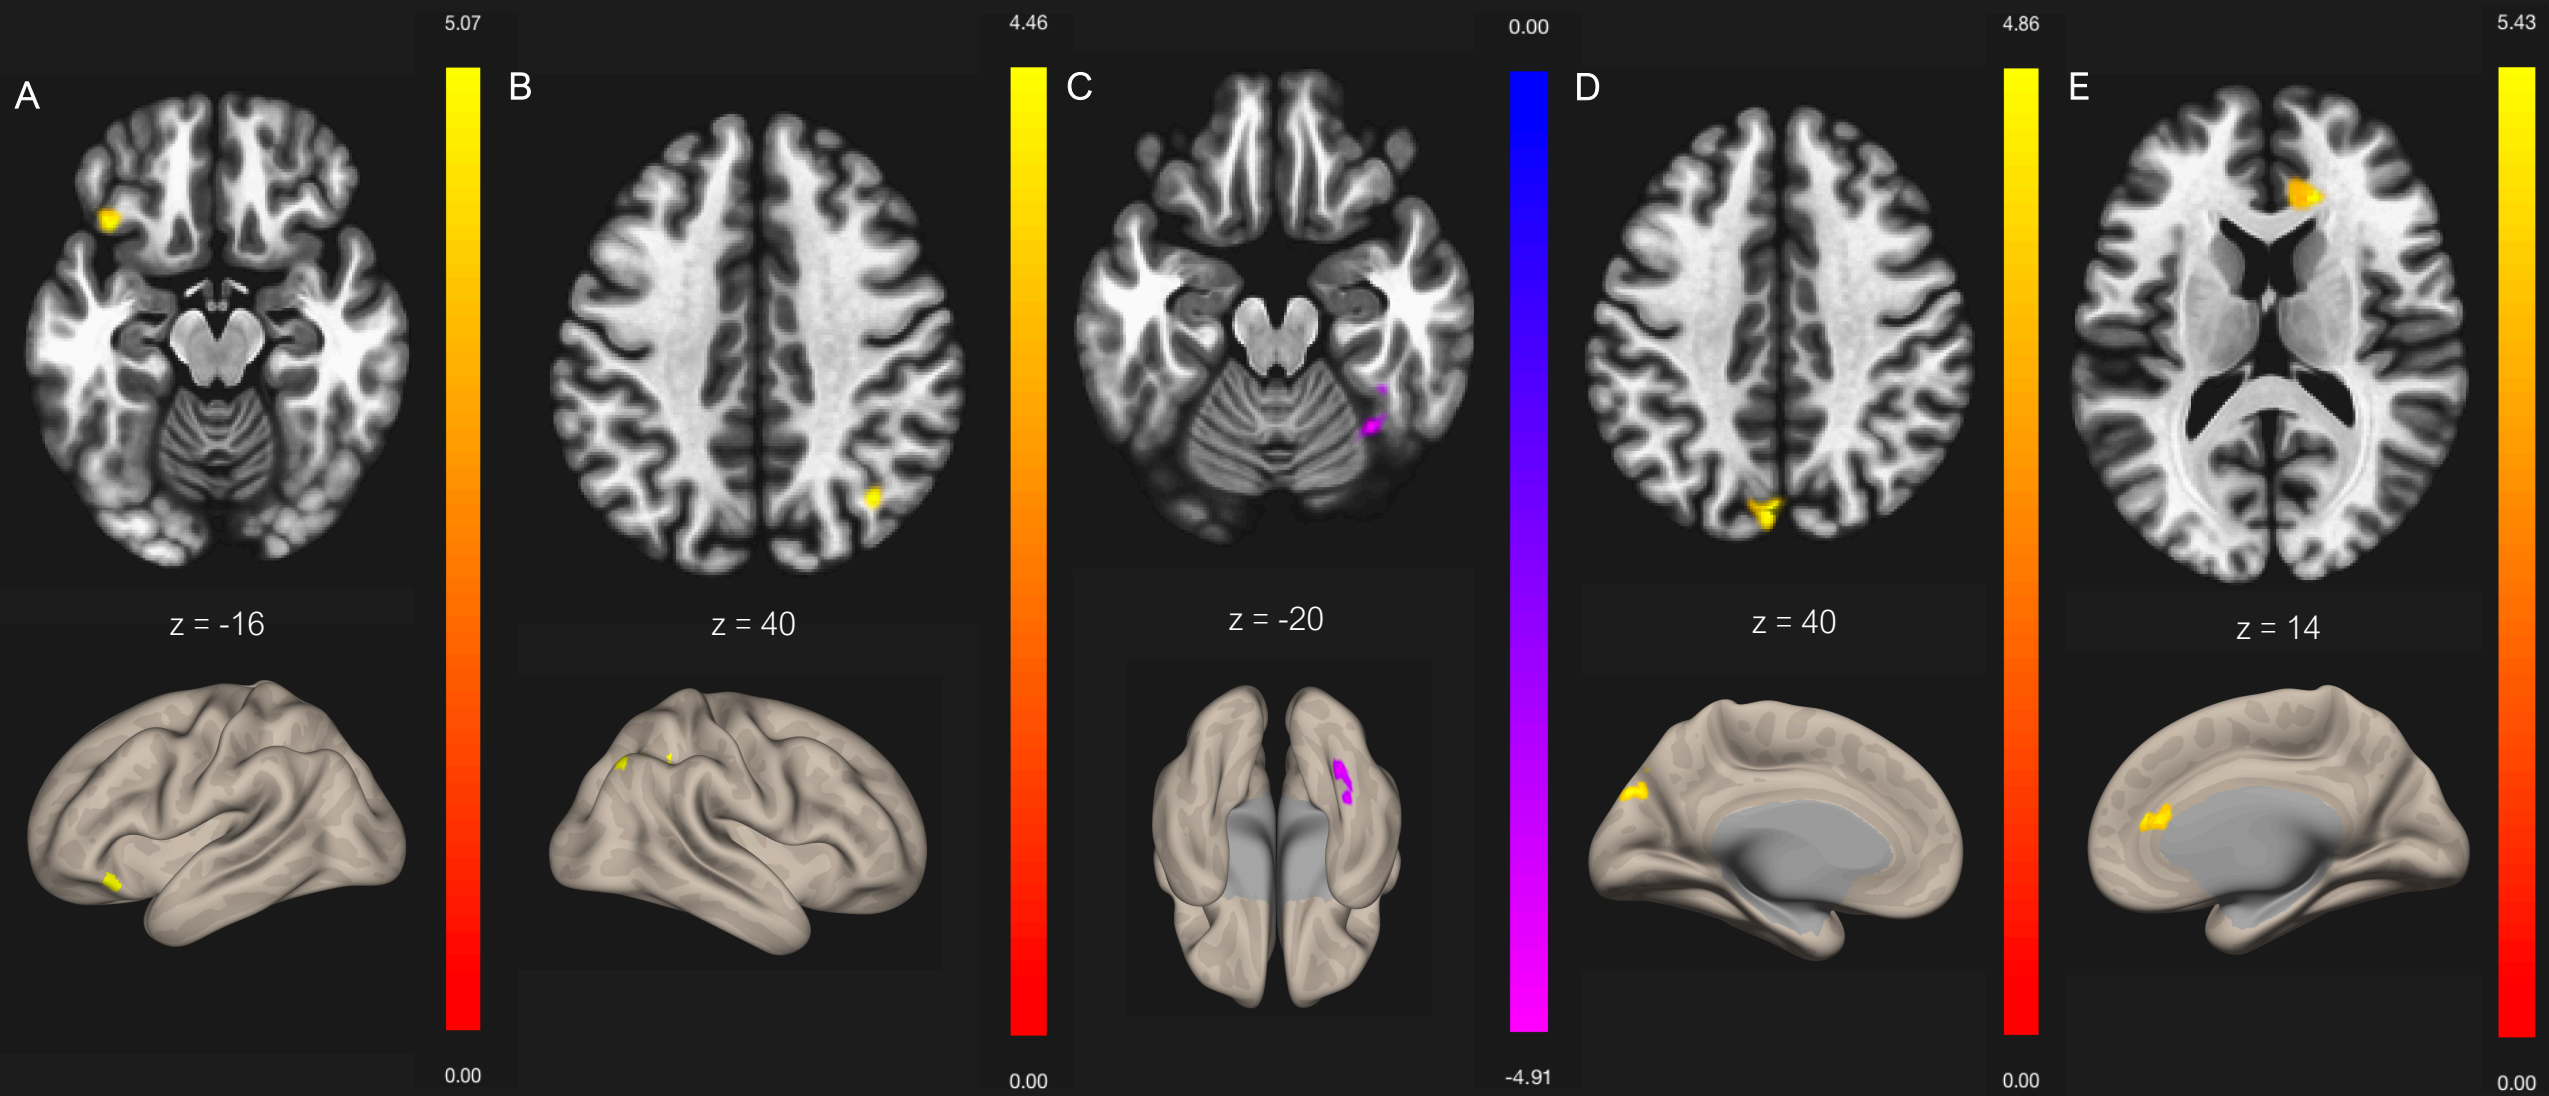 A
5.07
0.00
z = -16
B
4.46
0.00
z = 40
C
0.00
-4.91
z = -20
D
4.86
0.00
z = 40
E
5.43
0.00
z = 14